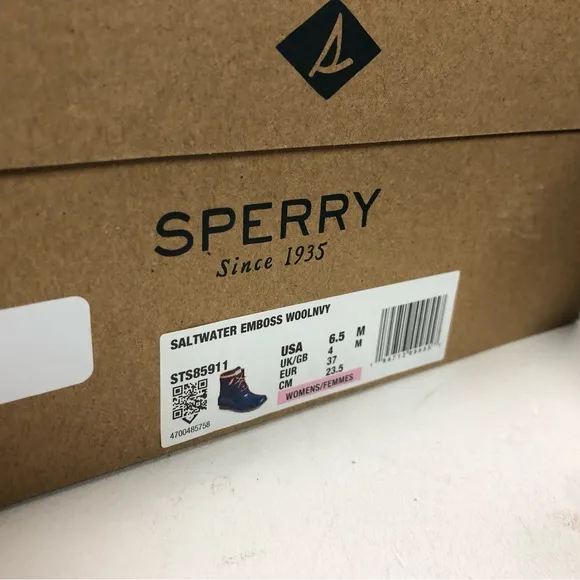 SPERRY
Since 1935
SALTWATER EMBOSS WOOLNVY
STS85911
USA 6.5 M
UK/GB 4 M
EUR 37
CM 23.5
WOMENS/FEMMES
4700485758